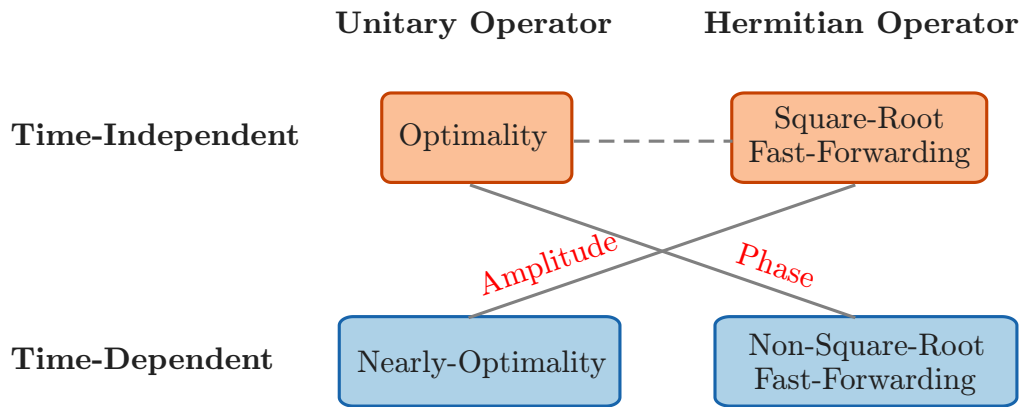 Unitary Operator
Hermitian Operator
Time-Independent
Optimality
Square-Root
Fast-Forwarding
Amplitude
Phase
Time-Dependent
Nearly-Optimality
Non-Square-Root
Fast-Forwarding